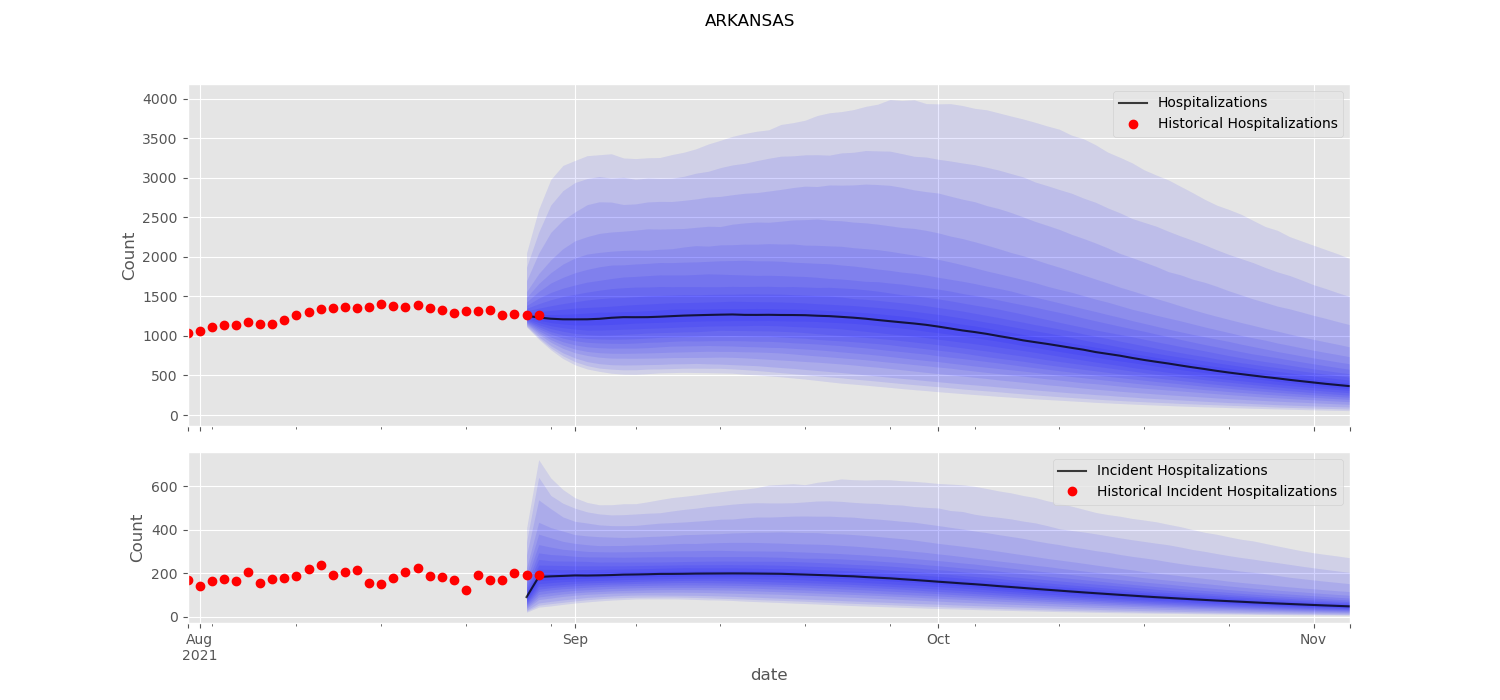 ARKANSAS
4000
3500
3000
2500
2000
1500
1000
500
0
Count
Hospitalizations
Historical Hospitalizations
600
400
200
0
Count
Incident Hospitalizations
Historical Incident Hospitalizations
Aug
2021
Sep
Oct
Nov
date